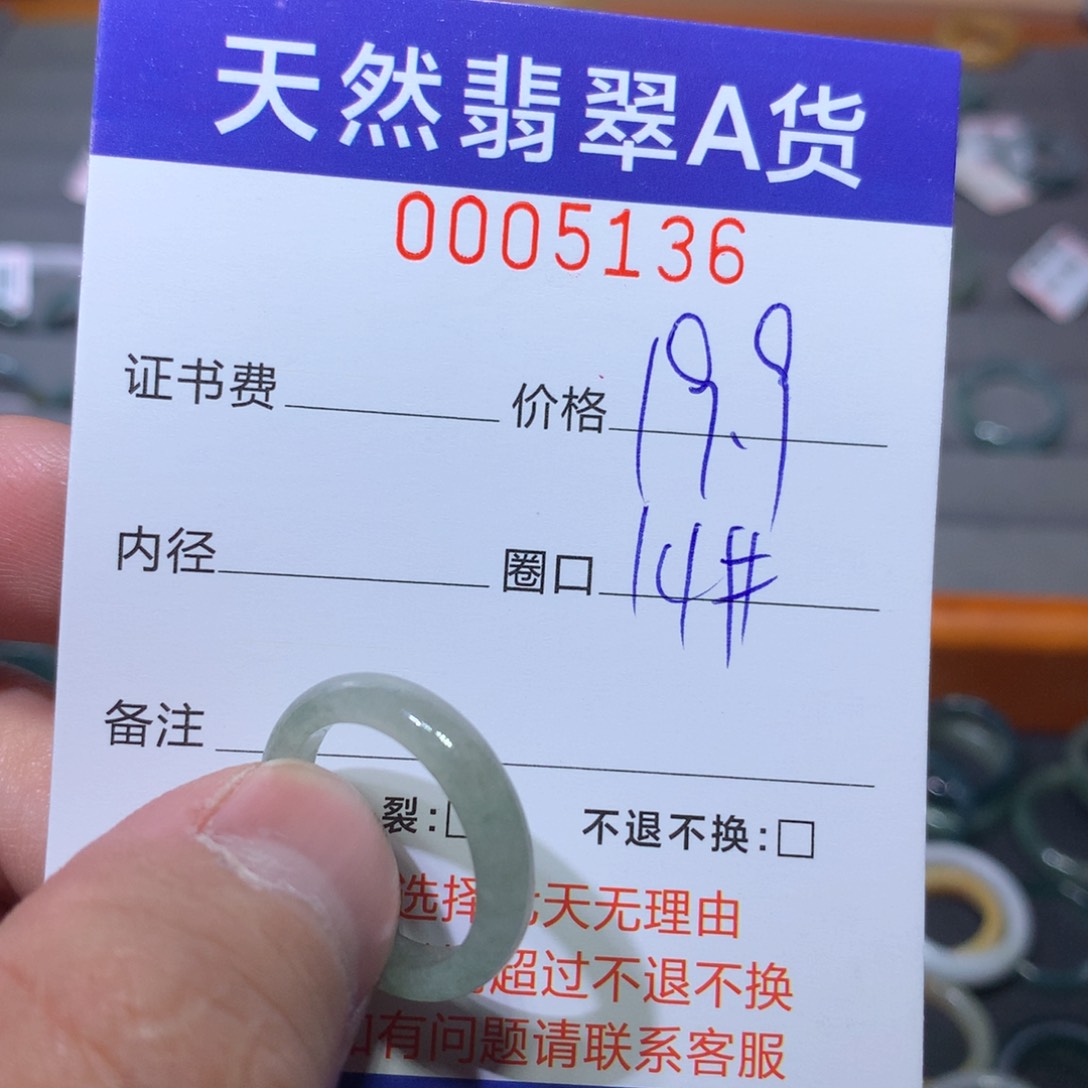 天然翡翠A货
0005136
证书费 价格 19.9
内径 圈口 14#
备注
裂:□ 不退不换:□
选择 天无理由
超过不退不换
有问题请联系客服